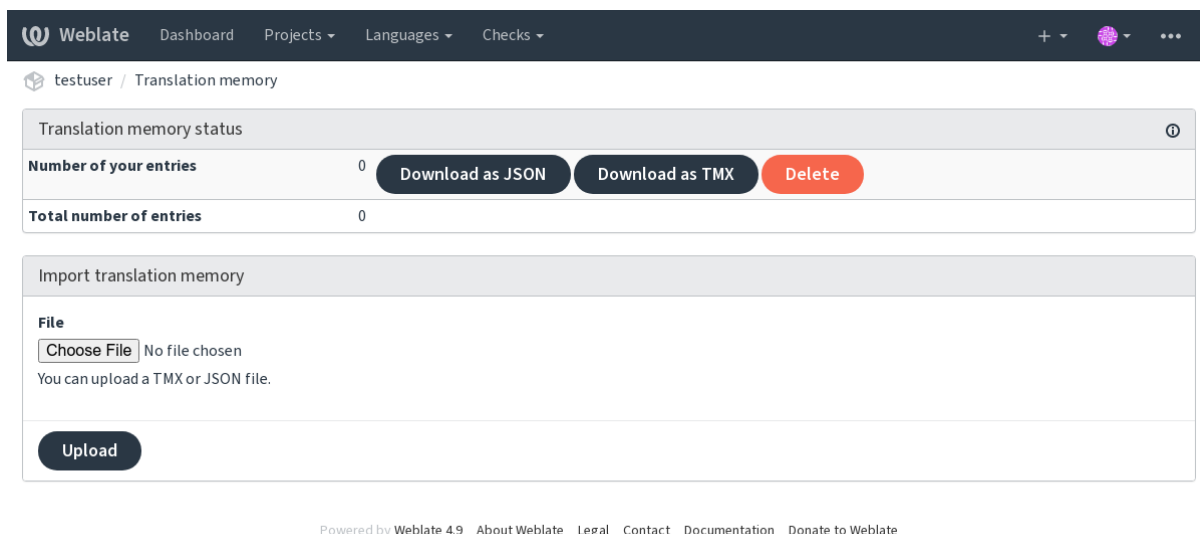 Weblate Dashboard Projects Languages Checks
testuser / Translation memory
Translation memory status
Number of your entries 0 Download as JSON Download as TMX Delete
Total number of entries 0
Import translation memory
File
Choose File No file chosen
You can upload a TMX or JSON file.
Upload
Powered by Weblate 4.9 About Weblate Legal Contact Documentation Donate to Weblate